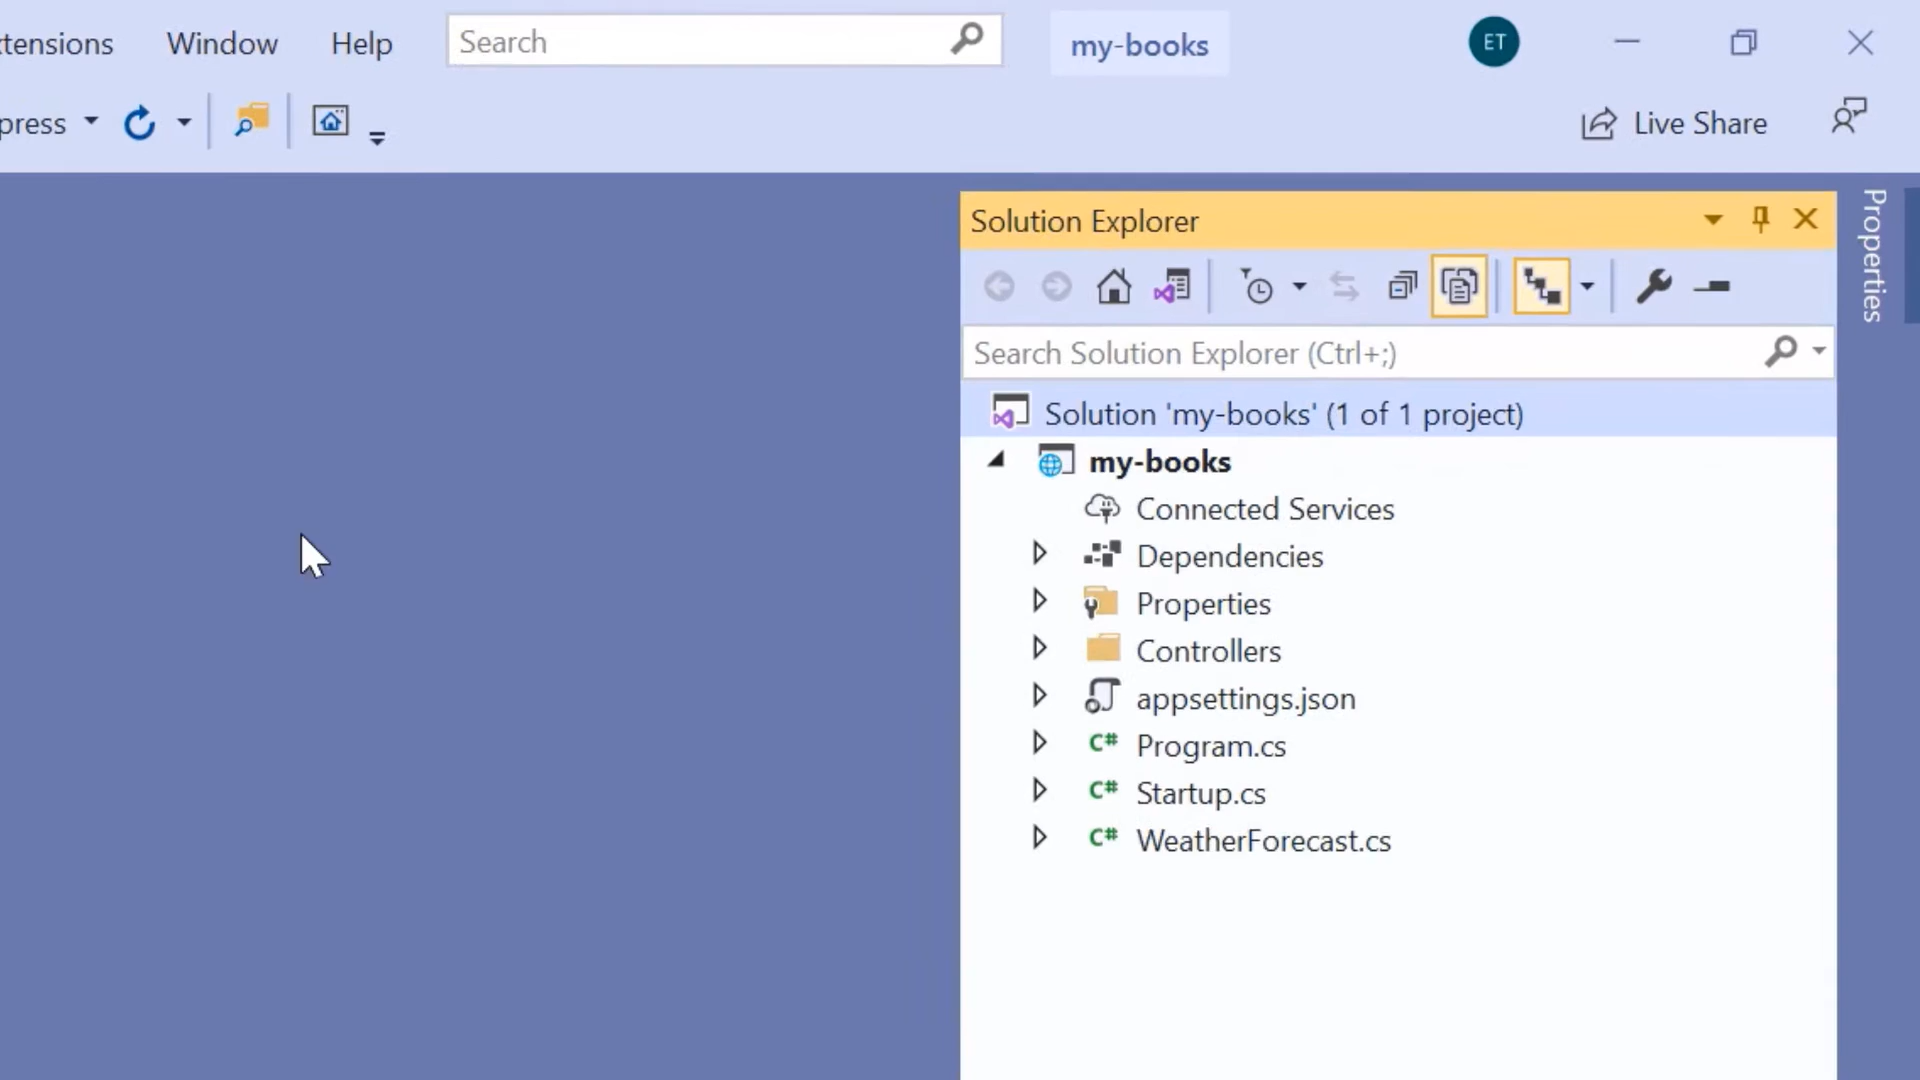 tensions Window Help Search my-books ET
press Live Share
Solution Explorer
Properties
Search Solution Explorer (Ctrl+;)
Solution 'my-books' (1 of 1 project)
my-books
Connected Services
Dependencies
Properties
Controllers
appsettings.json
C# Program.cs
C# Startup.cs
C# WeatherForecast.cs